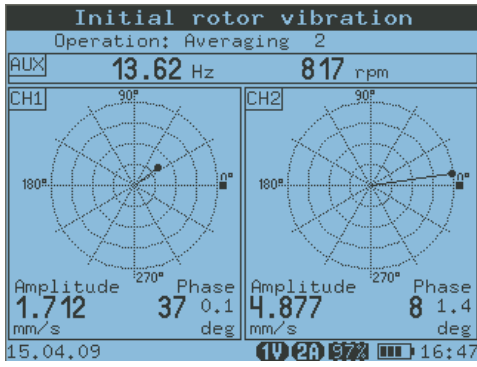 Initial rotor vibration
Operation: Averaging 2
AUX 13.62 Hz 817 rpm
CH1 90° CH2 90°
180° 0° 180° 0°
270° 270°
Amplitude Phase Amplitude Phase
1.712 37 0.1 4.877 8 1.4
mm/s deg mm/s deg
15.04.09 1V 2A 97% 16:47